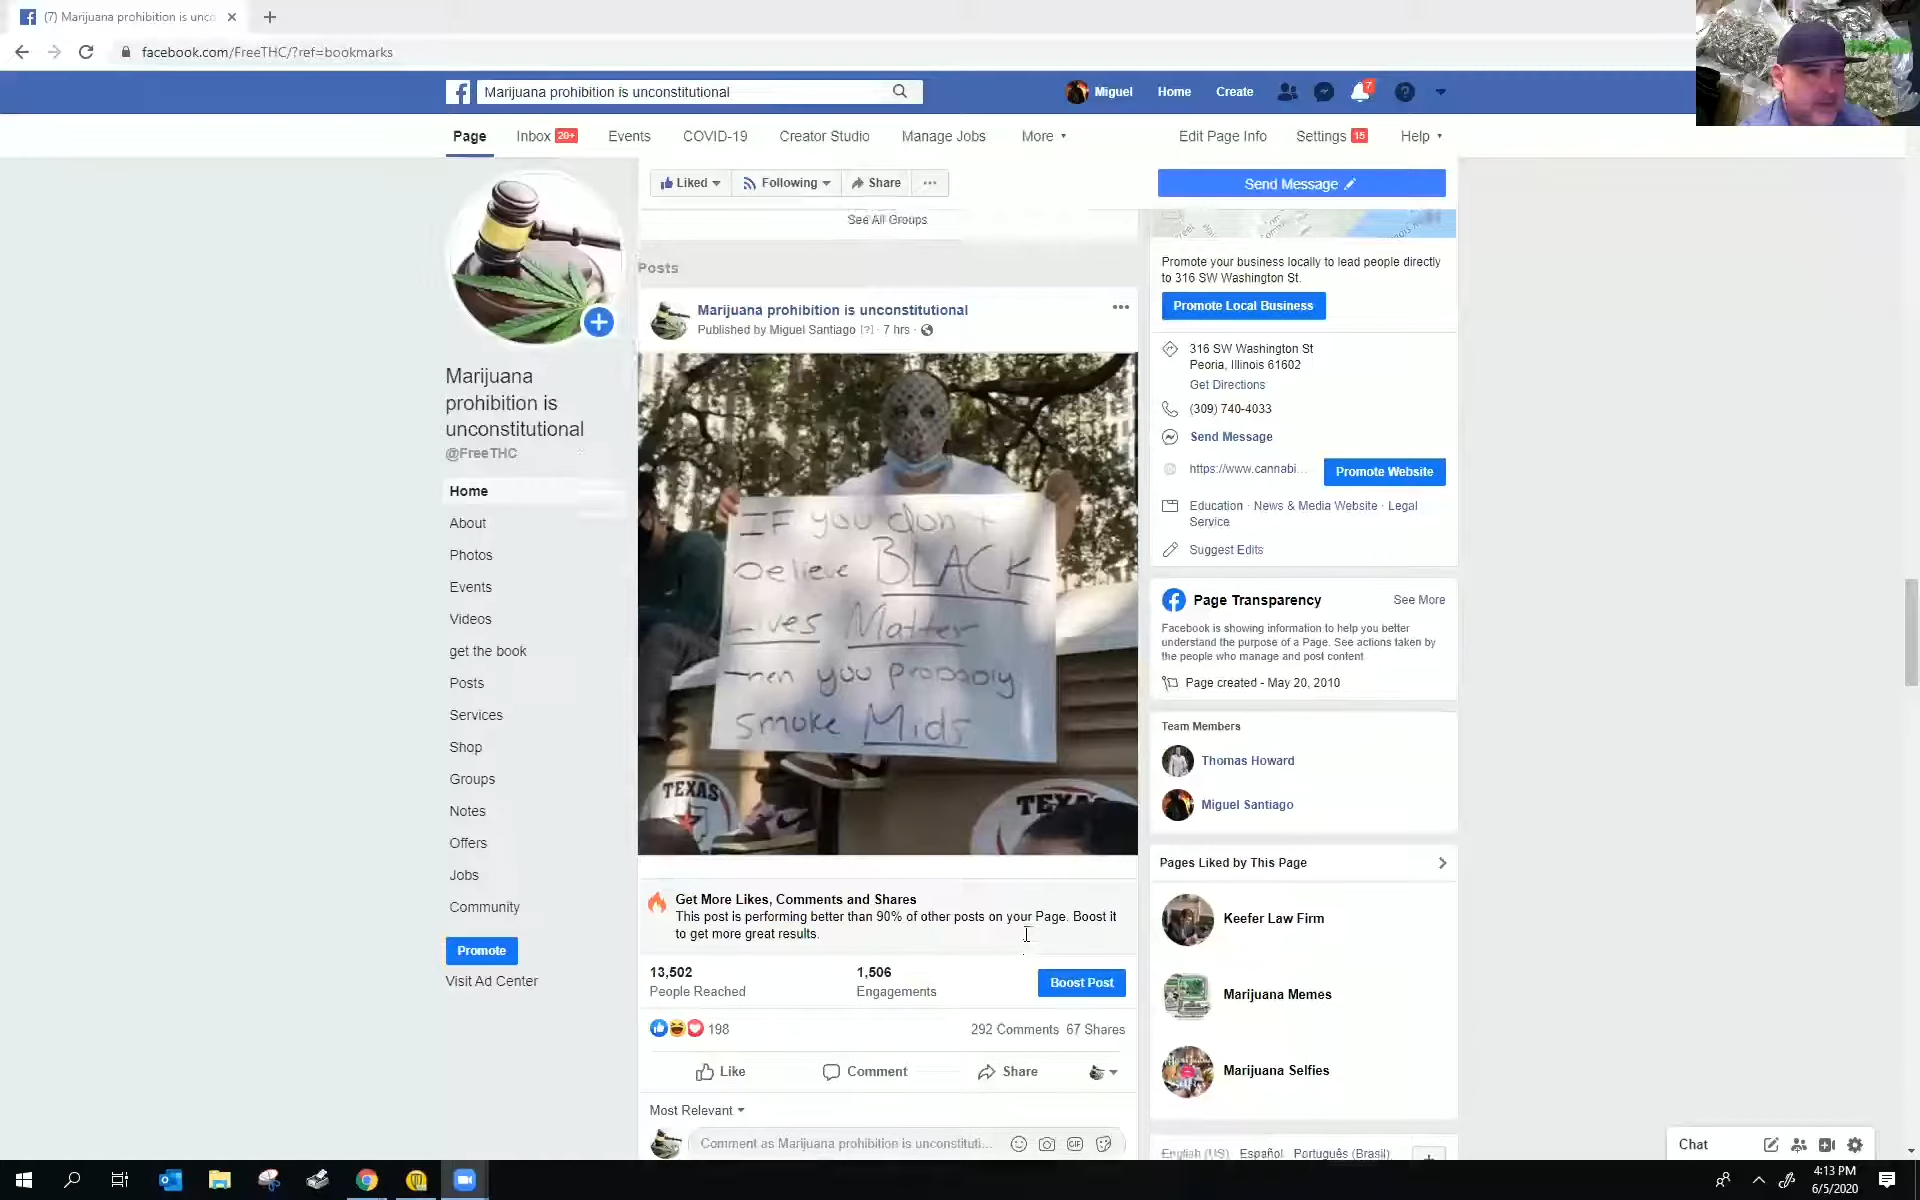 (7) Marijuana prohibition is unco
facebook.com/FreeTHC/?ref=bookmarks
Marijuana prohibition is unconstitutional
Miguel
Home
Create
7
Page
Inbox 20+
Events
COVID-19
Creator Studio
Manage Jobs
More
Edit Page Info
Settings 15
Help
Liked
Following
Share
Send Message
See All Groups
Marijuana
prohibition is
unconstitutional
@FreeTHC
Home
About
Photos
Events
Videos
get the book
Posts
Services
Shop
Groups
Notes
Offers
Jobs
Community
Promote
Visit Ad Center
Posts
Marijuana prohibition is unconstitutional
Published by Miguel Santiago [?] · 7 hrs ·
If you don't
believe BLACK
Lives Matter
Then you probably
smoke Mids
TEXAS
Get More Likes, Comments and Shares
This post is performing better than 90% of other posts on your Page. Boost it
to get more great results.
13,502
People Reached
1,506
Engagements
Boost Post
198
292 Comments 67 Shares
Like
Comment
Share
Most Relevant
Comment as Marijuana prohibition is unconstituti...
GIF
Promote your business locally to lead people directly
to 316 SW Washington St.
Promote Local Business
316 SW Washington St
Peoria, Illinois 61602
Get Directions
(309) 740-4033
Send Message
https://www.cannabi...
Promote Website
Education · News & Media Website · Legal
Service
Suggest Edits
Page Transparency
See More
Facebook is showing information to help you better
understand the purpose of a Page. See actions taken by
the people who manage and post content
Page created - May 20, 2010
Team Members
Thomas Howard
Miguel Santiago
Pages Liked by This Page
Keefer Law Firm
Marijuana Memes
Marijuana Selfies
English (US) Español Português (Brasil)
Chat
4:13 PM
6/5/2020